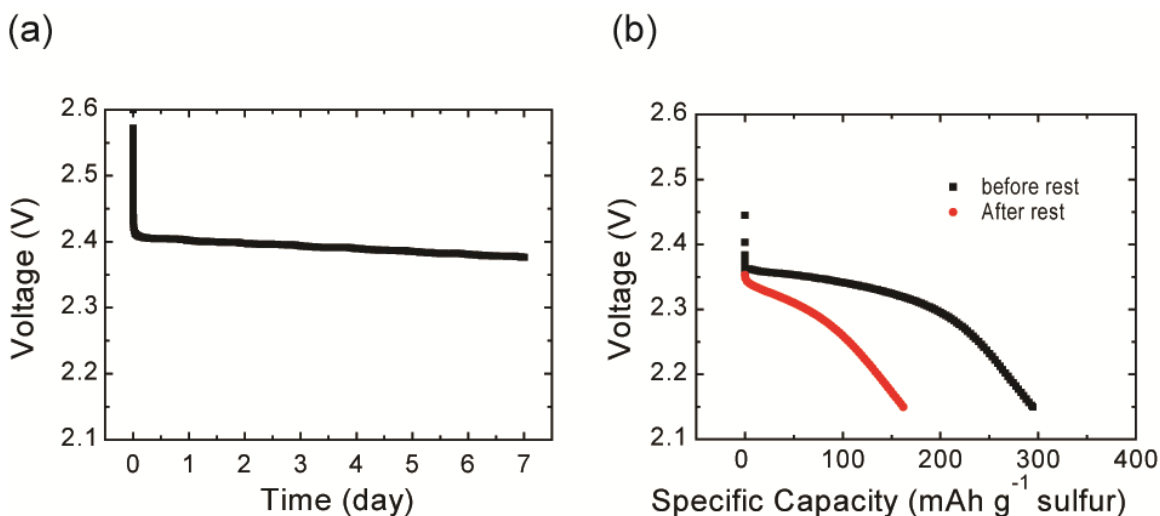 (a)
(b)
2.6
2.5
2.4
2.3
2.2
2.1
Voltage (V)
0 1 2 3 4 5 6 7
Time (day)
2.6
2.5
2.4
2.3
2.2
2.1
Voltage (V)
before rest
After rest
0 100 200 300 400
Specific Capacity (mAh g⁻¹ sulfur)